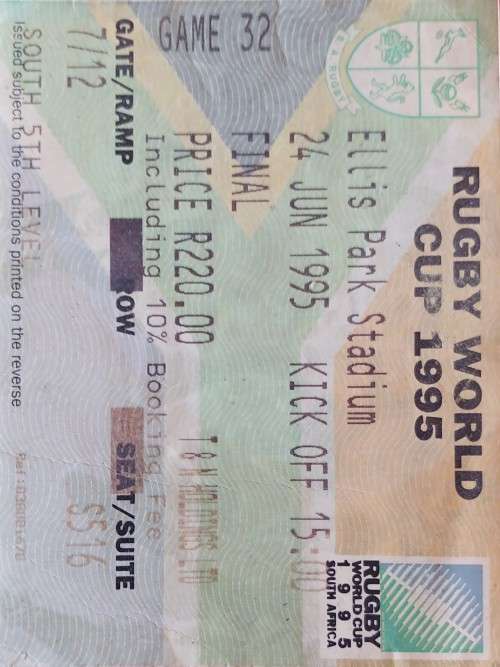 RUGBY WORLD
CUP 1995
S A RUGBY
Ellis Park Stadium
24 JUN 1995 KICK OFF 15:00
FINAL
GAME 32
PRICE R220.00
Including 10% Booking Fee
GATE/RAMP ROW SEAT/SUITE
7/12 S516
SOUTH 5TH LEVEL
Issued subject to the conditions printed on the reverse
RUGBY
WORLD CUP
1995
SOUTH AFRICA